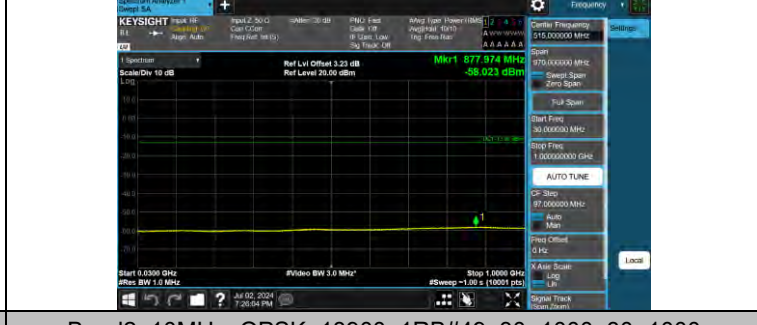 Spectrum Analyzer 1
Swept SA
Frequency
KEYSIGHT
Input: RF
Align: Auto
Input Z: 50 Ω
Corr CCorr
Freq Ref: Int (S)
PNO: Fast
Gate: Off
IF Gain: Low
Sig Track: Off
Avg Type: Power (RMS)
Avg|Hold: 10/10
Trig: Free Run
A A A A A A
1 Spectrum
Scale/Div 10 dB
Log
Ref Lvl Offset 3.23 dB
Ref Level 20.00 dBm
Mkr1 877.974 MHz
-58.023 dBm
1
Start 0.0300 GHz
#Res BW 1.0 MHz
#Video BW 3.0 MHz*
Stop 1.0000 GHz
#Sweep ~1.00 s (10001 pts)
Jul 02, 2024
7:26:04 PM
Center Frequency
515.000000 MHz
Settings
Span
970.000000 MHz
Swept Span
Zero Span
Full Span
Start Freq
30.000000 MHz
Stop Freq
1.000000000 GHz
AUTO TUNE
CF Step
97.000000 MHz
Auto
Man
Freq Offset
0 Hz
X Axis Scale
Log
Lin
Local
Signal Track
(Span Zoom)